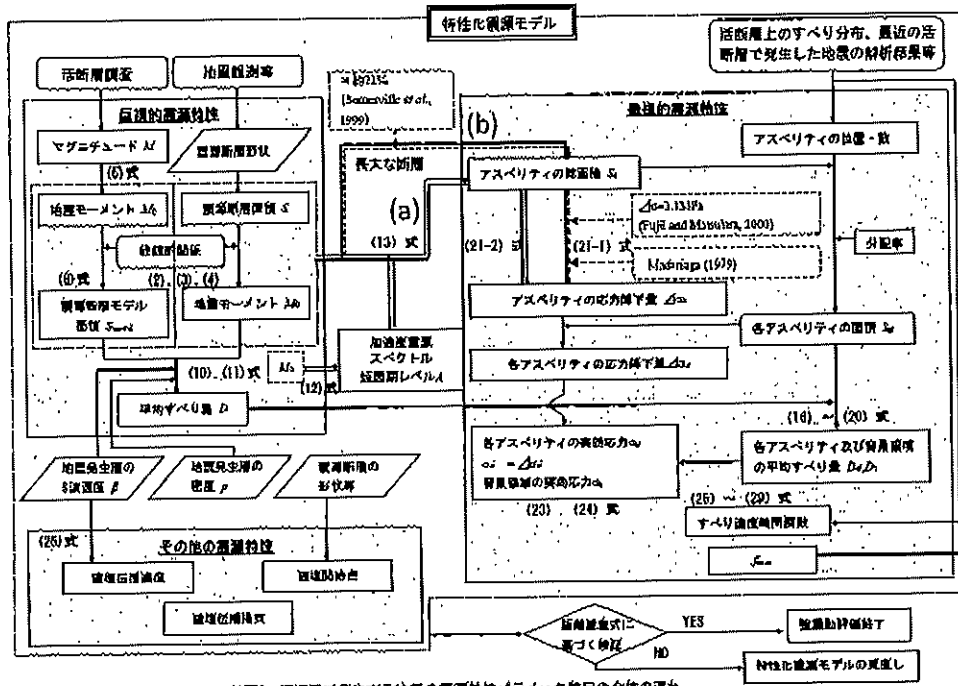 特性化震源モデル
活断層調査
活断層上のすべり分布、最近の活
断層で発生した地震の解析結果等
(Somerville et al.,
1999)
巨視的震源特性
微視的震源特性
マグニチュード M
震源断層形状
(5) 式
地震モーメント M₀
震源断層面積 S
(2)、(3)、(4)
(6) 式
震源断層モデル
地震モーメント M₀
(10)、(11) 式
平均すべり量 D
長大な断層
(a)
(b)
(13) 式
(12) 式
加速度震源
スペクトル
短周期レベル A
アスペリティの総面積 Sa
(Fujii and Matsu'ura, 2000)
(21-2) 式
(21-1) 式
Madariaga (1979)
アスペリティの応力降下量
各アスペリティの応力降下量
アスペリティの位置・数
分配率
各アスペリティの面積
(16)、～ (20) 式
各アスペリティ及び背景領域
の平均すべり量
各アスペリティの実効応力
背景領域の実効応力
(23)、(24) 式
(25) ～ (29) 式
すべり速度時間関数
fmax
地震発生層の
S波速度 β
地震発生層の
密度 ρ
震源断層の
形状等
(26) 式
その他の震源特性
破壊伝播速度
破壊開始点
破壊伝播様式
距離減衰式に
基づく検証
YES
強震動評価終了
NO
特性化震源モデルの見直し